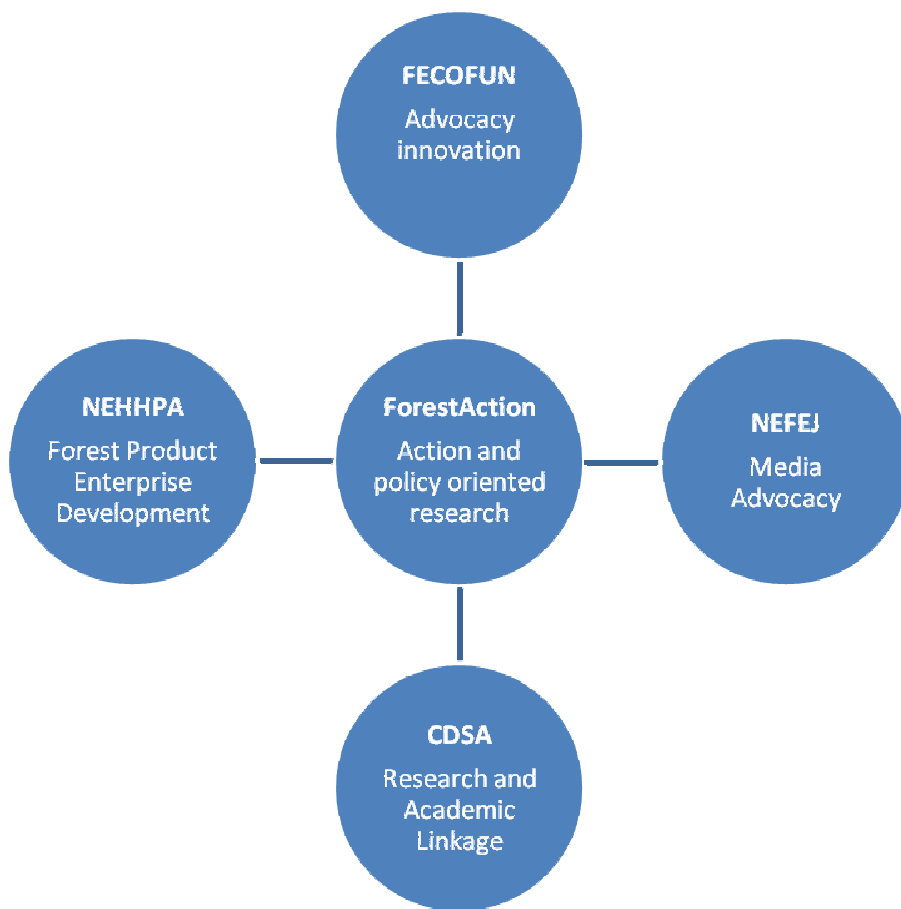 FECOFUN
Advocacy
innovation
NEHHPA
Forest Product
Enterprise
Development
ForestAction
Action and
policy oriented
research
NEFEJ
Media
Advocacy
CDSA
Research and
Academic
Linkage